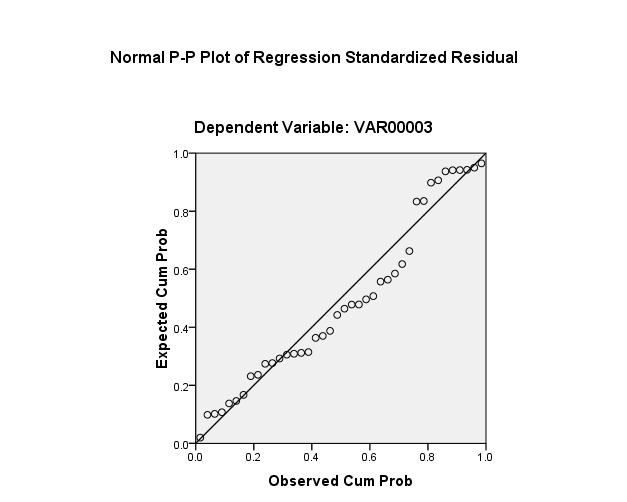 Normal P-P Plot of Regression Standardized Residual
Dependent Variable: VAR00003
1.0
0.8
0.6
0.4
0.2
0.0
Expected Cum Prob
0.0 0.2 0.4 0.6 0.8 1.0
Observed Cum Prob